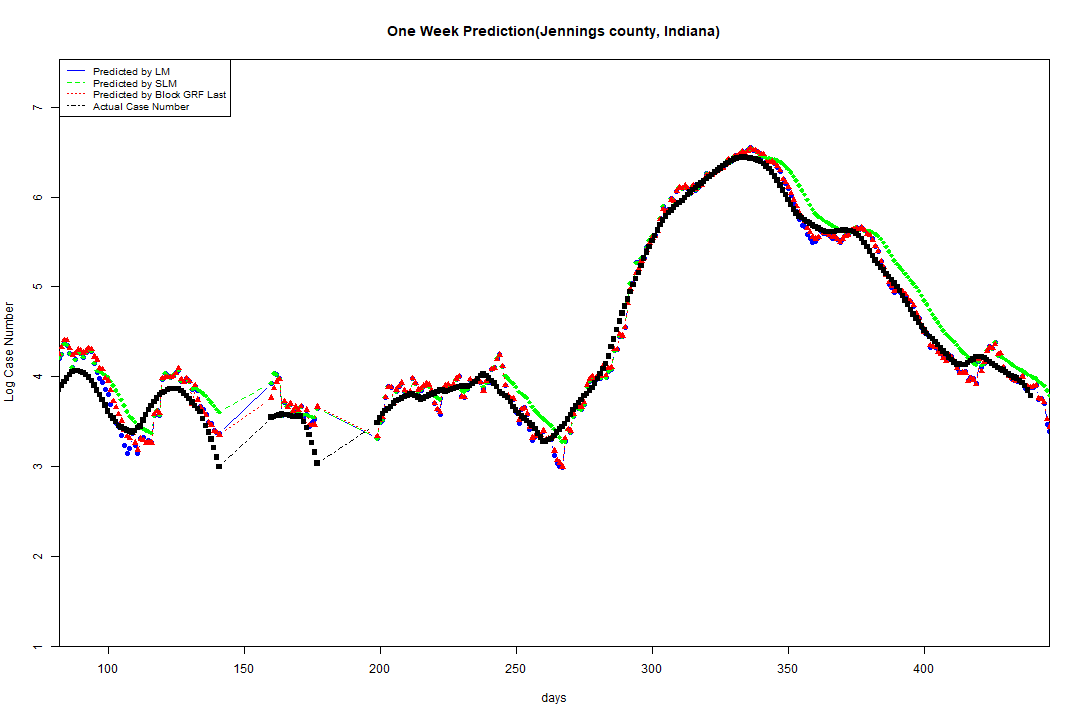 One Week Prediction(Jennings county, Indiana)
Predicted by LM
Predicted by SLM
Predicted by Block GRF Last
Actual Case Number
7
6
5
4
3
2
1
Log Case Number
100 150 200 250 300 350 400
days